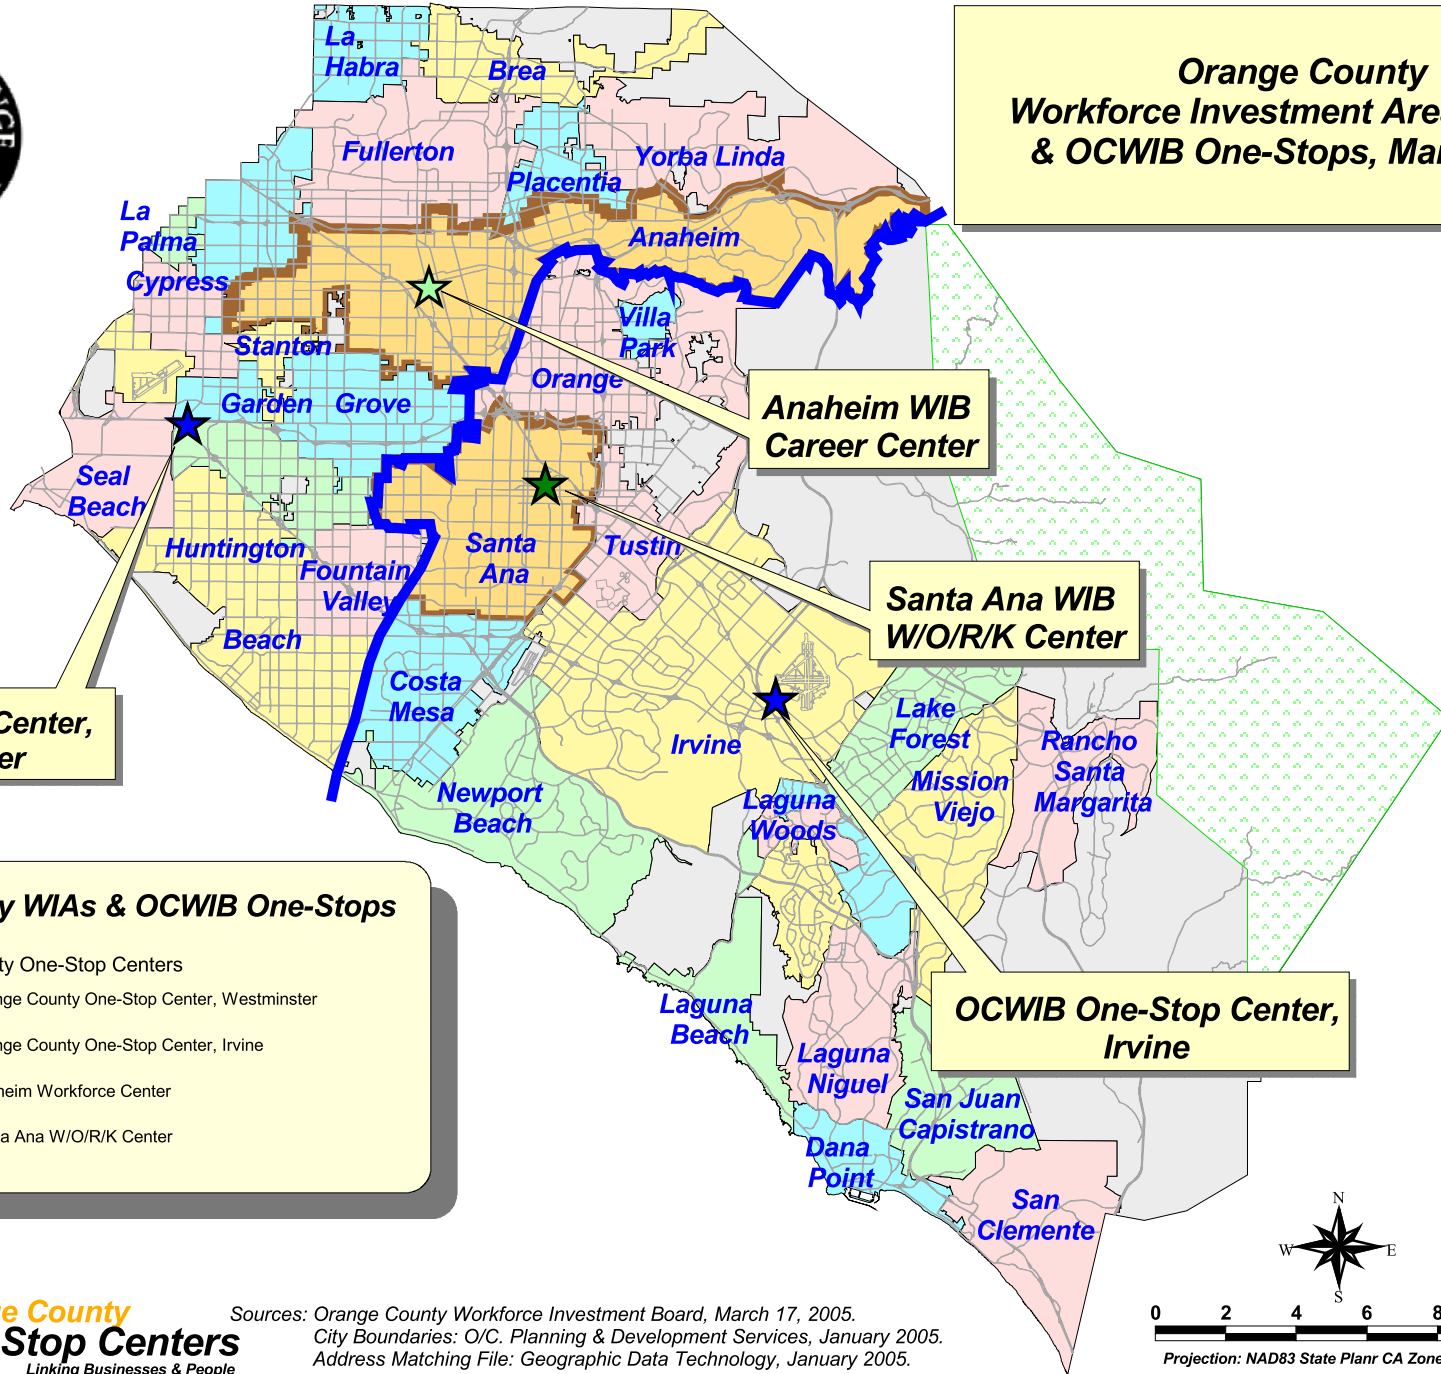 NGE
Orange County
Workforce Investment Are
& OCWIB One-Stops, Mar
La
Habra
Brea
Fullerton
Yorba Linda
Placentia
La
Palma
Anaheim
Cypress
Villa
Park
Stanton
Orange
Garden Grove
Anaheim WIB
Career Center
Seal
Beach
Santa
Ana
Tustin
Huntington
Beach
Fountain
Valley
Santa Ana WIB
W/O/R/K Center
Costa
Mesa
Irvine
Lake
Forest
Rancho
Santa
Margarita
Mission
Viejo
Center,
er
Newport
Beach
Laguna
Woods
y WIAs & OCWIB One-Stops
ty One-Stop Centers
nge County One-Stop Center, Westminster
nge County One-Stop Center, Irvine
heim Workforce Center
a Ana W/O/R/K Center
Laguna
Beach
OCWIB One-Stop Center,
Irvine
Laguna
Niguel
San Juan
Capistrano
Dana
Point
San
Clemente
N
W E
S
ge County
Stop Centers
Linking Businesses & People
Sources: Orange County Workforce Investment Board, March 17, 2005.
City Boundaries: O/C. Planning & Development Services, January 2005.
Address Matching File: Geographic Data Technology, January 2005.
0 2 4 6 8
Projection: NAD83 State Planr CA Zone